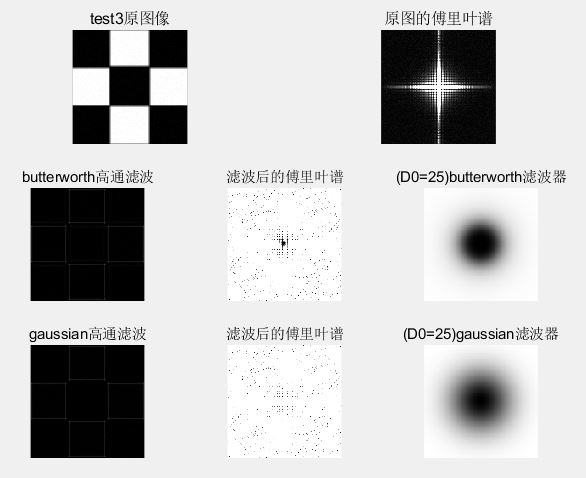 test3原图像
原图的傅里叶谱
butterworth高通滤波
滤波后的傅里叶谱
(D0=25)butterworth滤波器
gaussian高通滤波
滤波后的傅里叶谱
(D0=25)gaussian滤波器